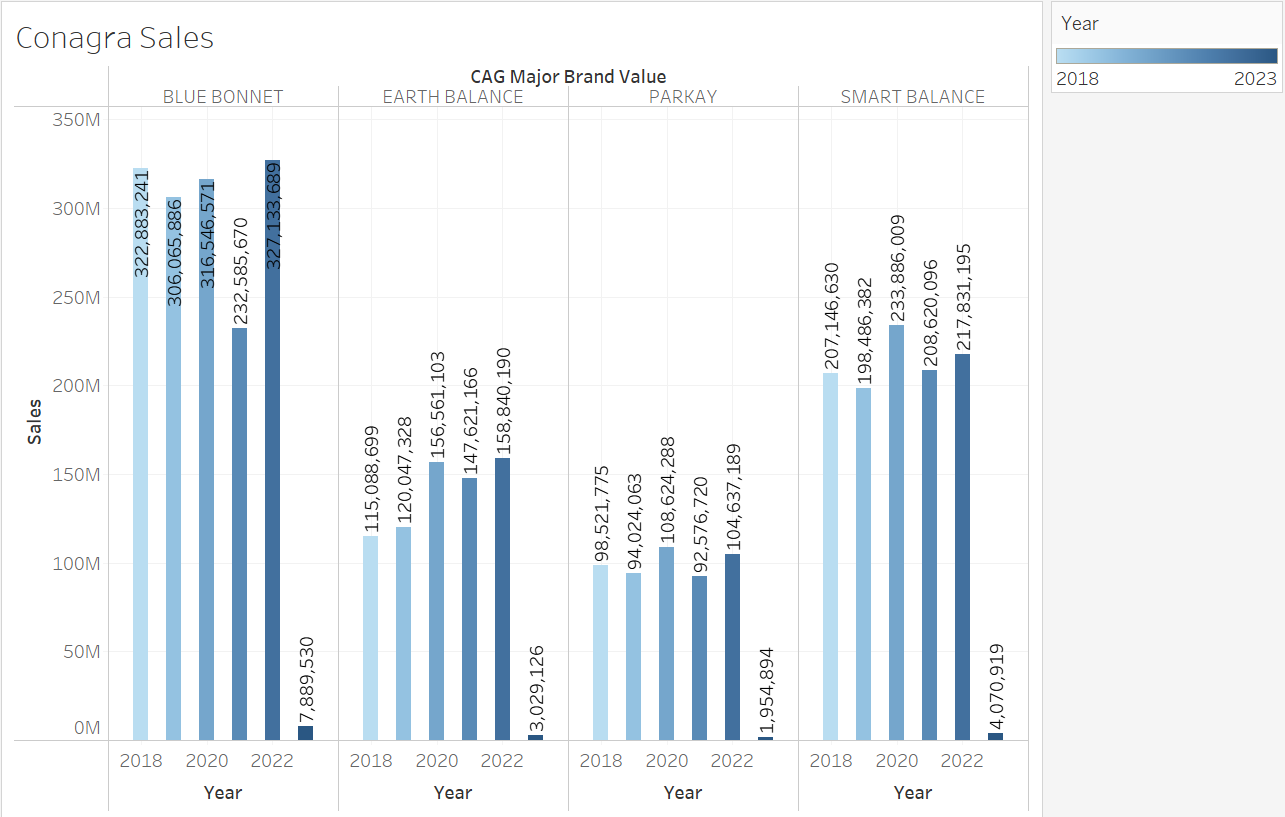 Conagra Sales
CAG Major Brand Value
BLUE BONNET EARTH BALANCE PARKAY SMART BALANCE
350M
300M
250M
200M
150M
100M
50M
0M
Sales
322,883,241
306,065,886
316,546,571
232,585,670
327,133,689
7,889,530
115,088,699
120,047,328
156,561,103
147,621,166
158,840,190
3,029,126
98,521,775
94,024,063
108,624,288
92,576,720
104,637,189
1,954,894
207,146,630
198,486,382
233,886,009
208,620,096
217,831,195
4,070,919
2018 2020 2022 2018 2020 2022 2018 2020 2022 2018 2020 2022
Year Year Year Year
Year
2018 2023